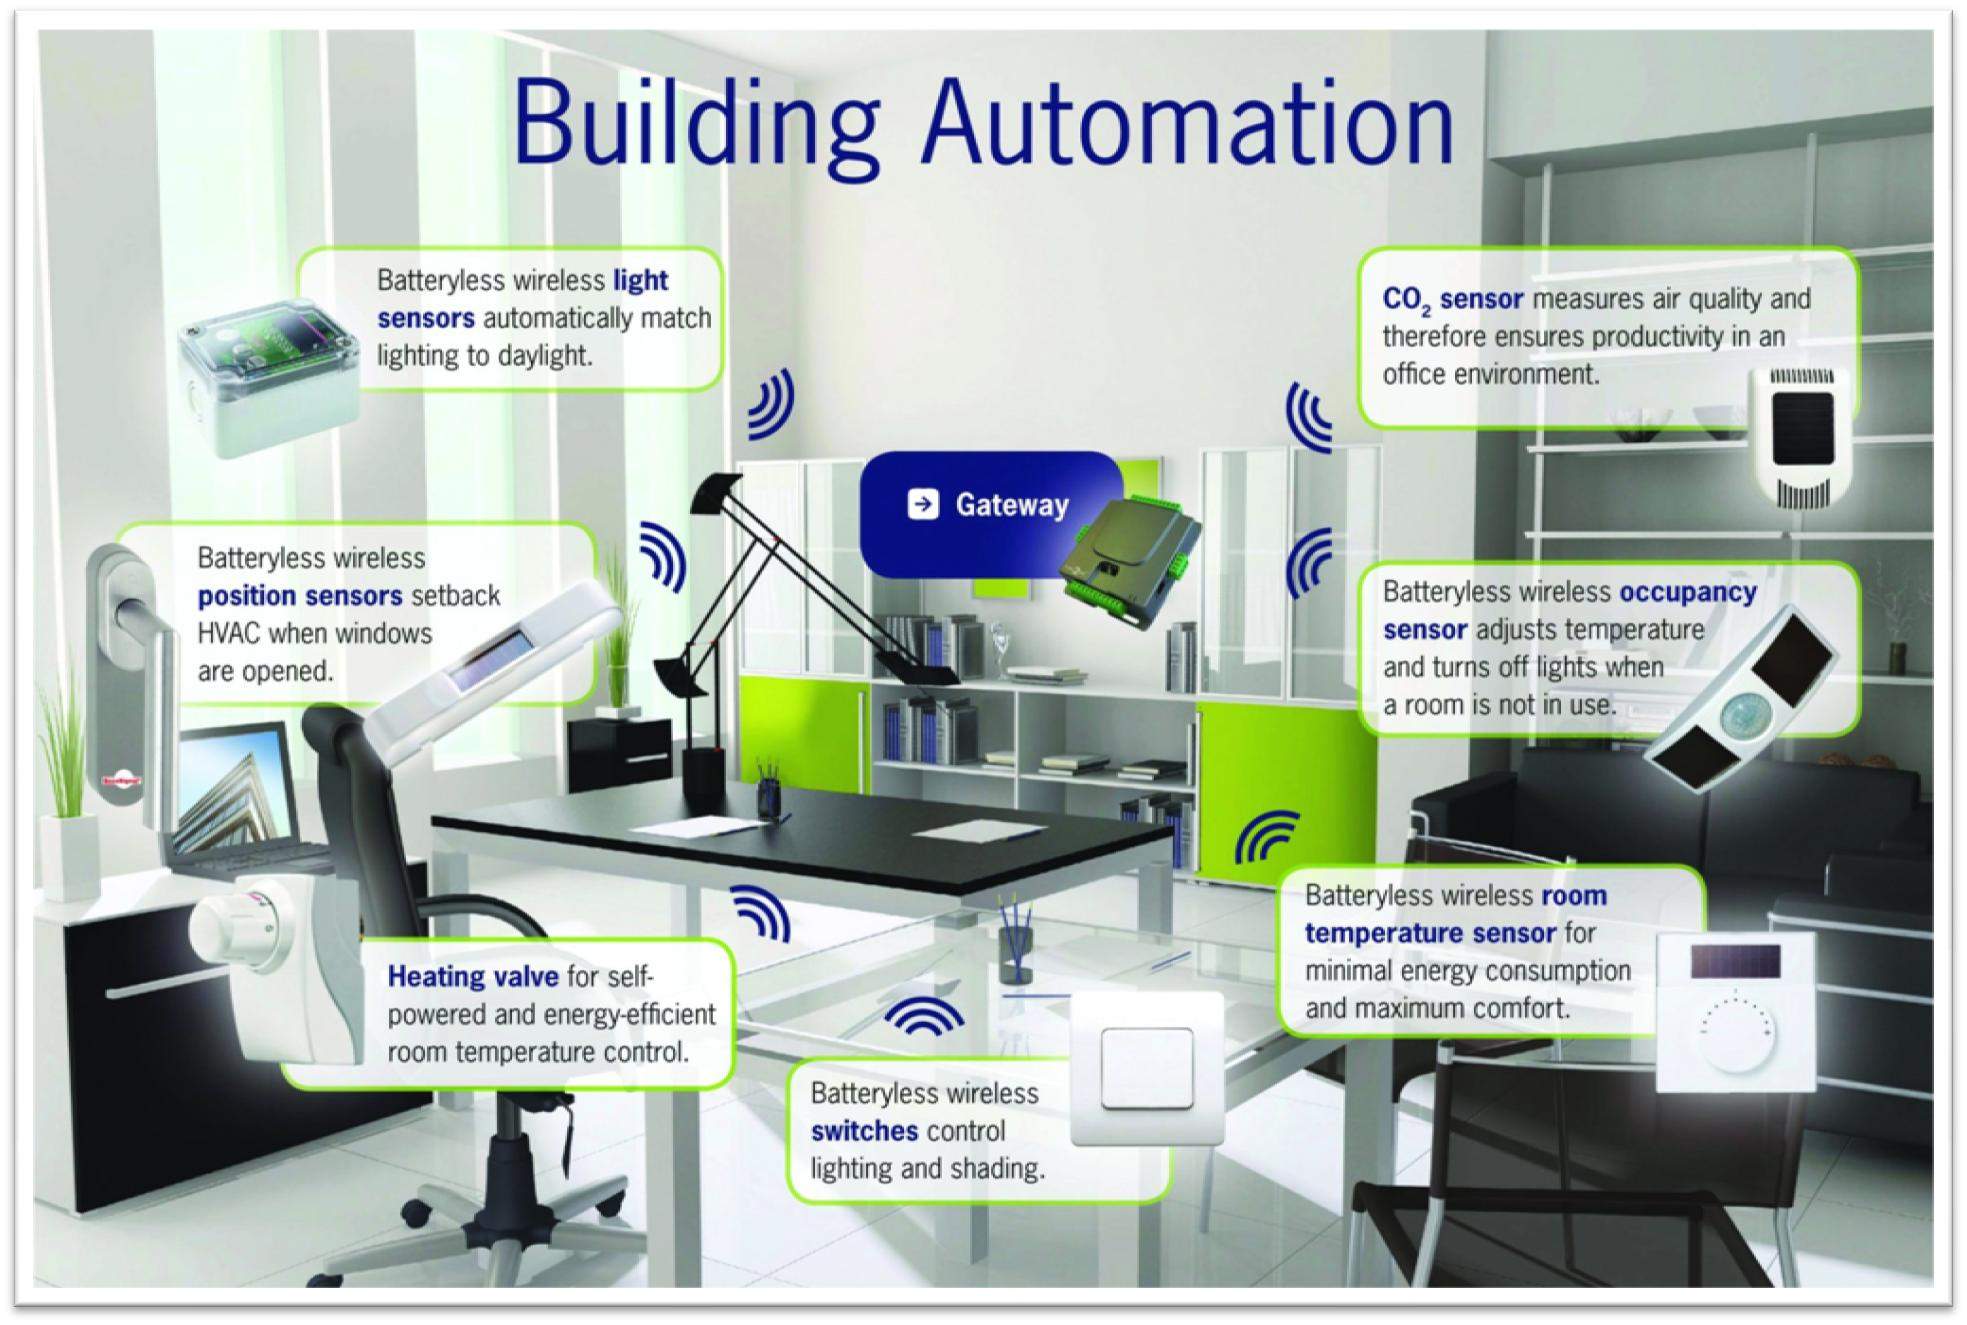 Building Automation
Batteryless wireless light
sensors automatically match
lighting to daylight.
CO₂ sensor measures air quality and
therefore ensures productivity in an
office environment.
Gateway
Batteryless wireless
position sensors setback
HVAC when windows
are opened.
Batteryless wireless occupancy
sensor adjusts temperature
and turns off lights when
a room is not in use.
Batteryless wireless room
temperature sensor for
minimal energy consumption
and maximum comfort.
Heating valve for self-
powered and energy-efficient
room temperature control.
Batteryless wireless
switches control
lighting and shading.